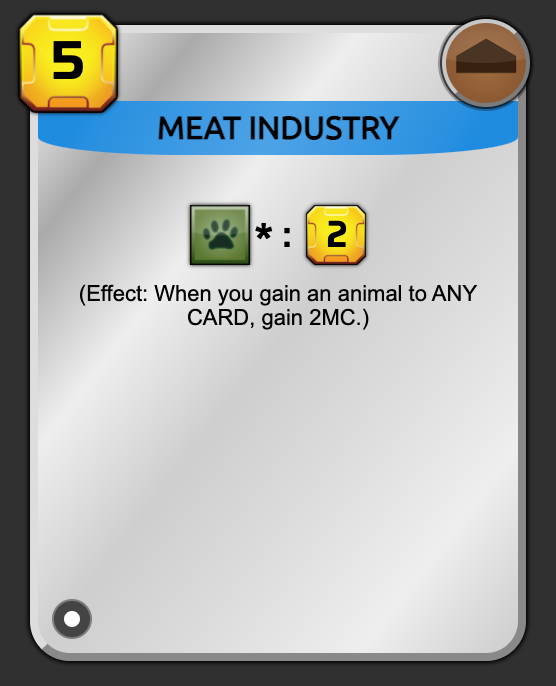 5
MEAT INDUSTRY
* : 2
(Effect: When you gain an animal to ANY
CARD, gain 2MC.)